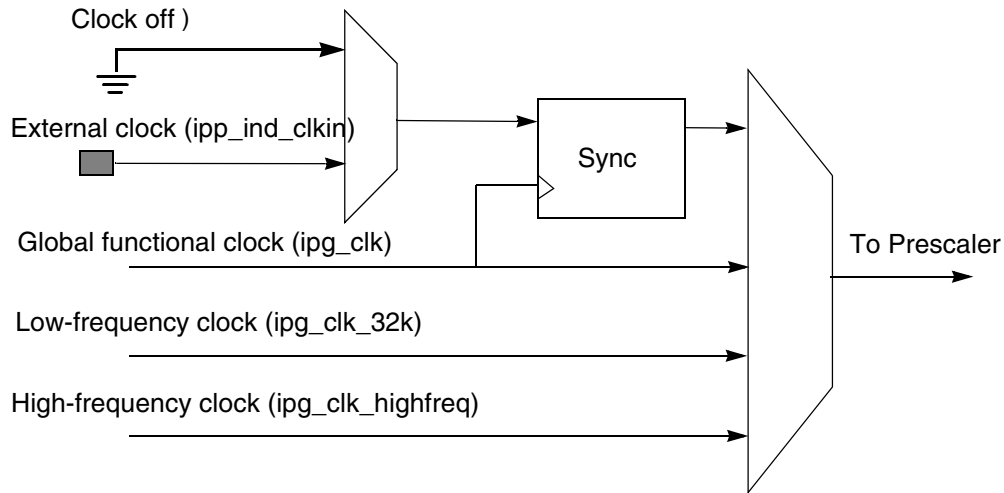 Clock off )
External clock (ipp_ind_clkin)
Sync
Global functional clock (ipg_clk)
To Prescaler
Low-frequency clock (ipg_clk_32k)
High-frequency clock (ipg_clk_highfreq)